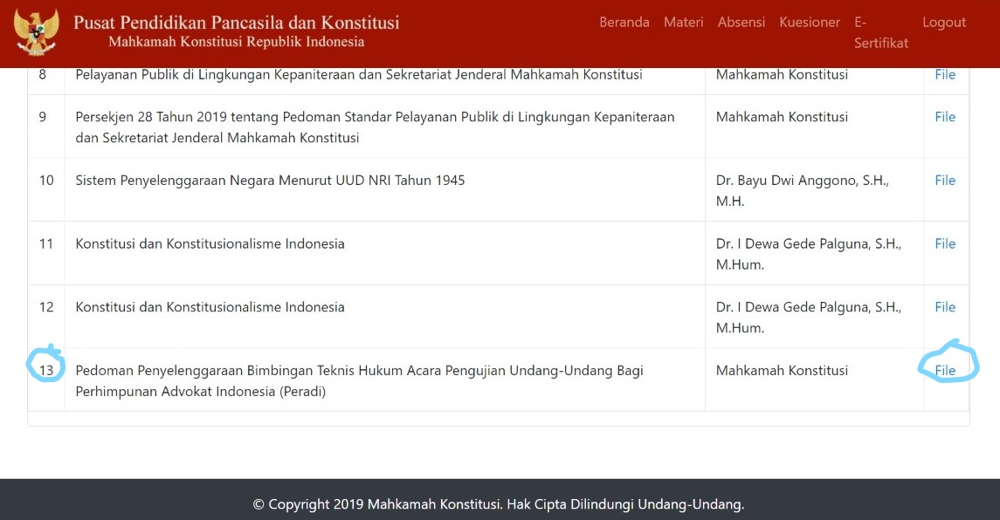 Pusat Pendidikan Pancasila dan Konstitusi
Mahkamah Konstitusi Republik Indonesia
Beranda Materi Absensi Kuesioner E-Sertifikat Logout
8 Pelayanan Publik di Lingkungan Kepaniteraan dan Sekretariat Jenderal Mahkamah Konstitusi Mahkamah Konstitusi File
9 Persekjen 28 Tahun 2019 tentang Pedoman Standar Pelayanan Publik di Lingkungan Kepaniteraan Mahkamah Konstitusi File
dan Sekretariat Jenderal Mahkamah Konstitusi
10 Sistem Penyelenggaraan Negara Menurut UUD NRI Tahun 1945 Dr. Bayu Dwi Anggono, S.H., File
M.H.
11 Konstitusi dan Konstitusionalisme Indonesia Dr. I Dewa Gede Palguna, S.H., File
M.Hum.
12 Konstitusi dan Konstitusionalisme Indonesia Dr. I Dewa Gede Palguna, S.H., File
M.Hum.
13 Pedoman Penyelenggaraan Bimbingan Teknis Hukum Acara Pengujian Undang-Undang Bagi Mahkamah Konstitusi File
Perhimpunan Advokat Indonesia (Peradi)
© Copyright 2019 Mahkamah Konstitusi. Hak Cipta Dilindungi Undang-Undang.